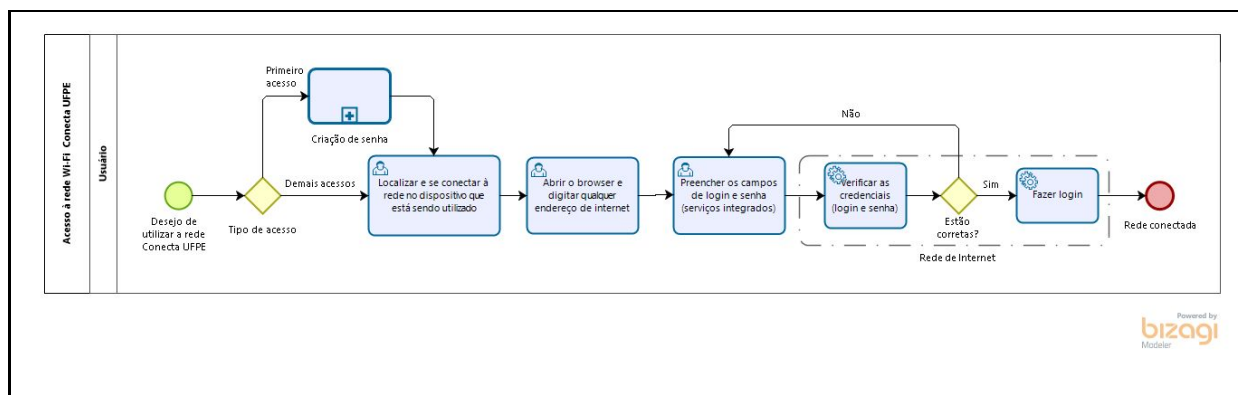 Acesso à rede Wi-Fi Conecta UFPE
Usuário
Desejo de
utilizar a rede
Conecta UFPE
Tipo de acesso
Primeiro
acesso
Criação de senha
Demais acessos
Localizar e se conectar à
rede no dispositivo que
está sendo utilizado
Abrir o browser e
digitar qualquer
endereço de internet
Preencher os campos
de login e senha
(serviços integrados)
Não
Verificar as
credenciais
(login e senha)
Estão
corretas?
Sim
Fazer login
Rede de Internet
Rede conectada
Powered by
bizagi
Modeler